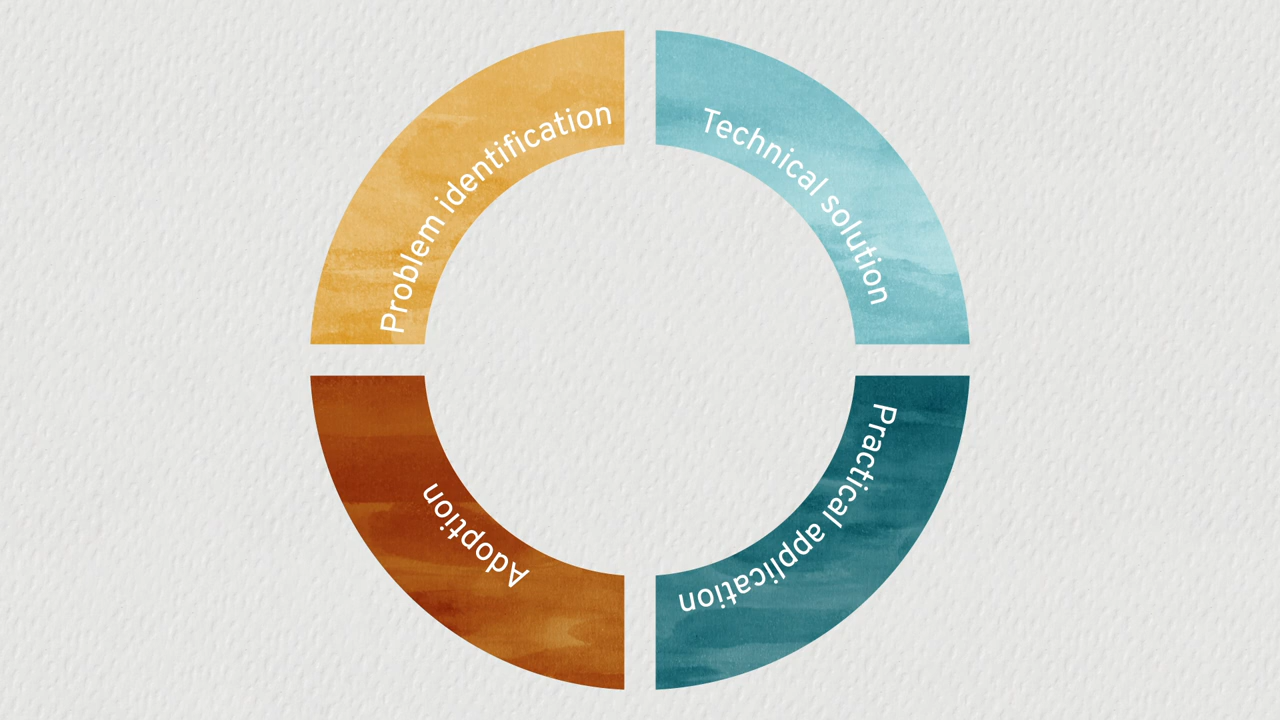 Problem identification
Technical solution
Practical application
Adoption